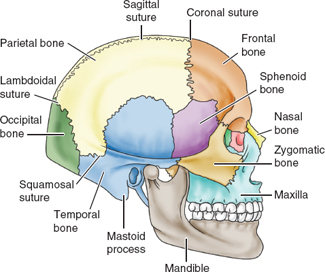 Sagittal
suture
Coronal suture
Parietal bone
Frontal
bone
Lambdoidal
suture
Sphenoid
bone
Occipital
bone
Nasal
bone
Zygomatic
bone
Squamosal
suture
Maxilla
Temporal
bone
Mastoid
process
Mandible